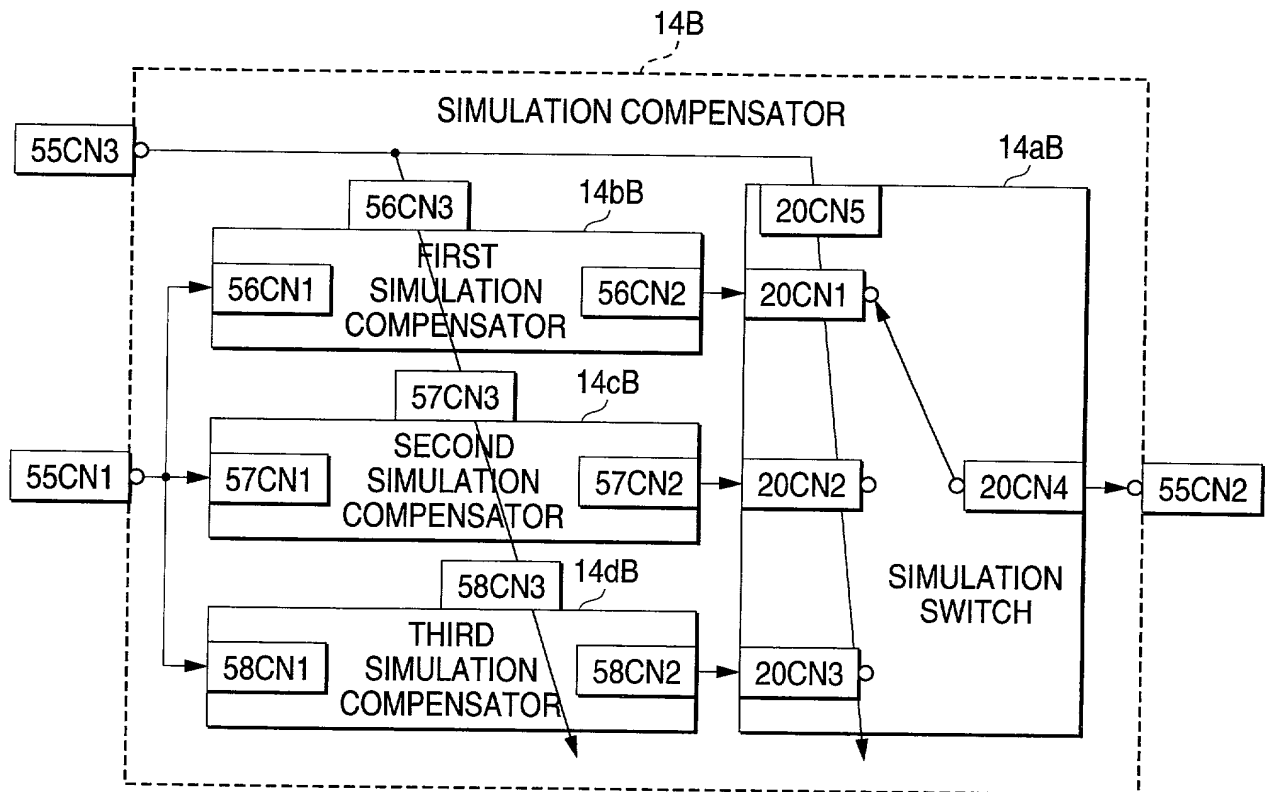 14B
SIMULATION COMPENSATOR
55CN3
14aB
56CN3
14bB
20CN5
FIRST
SIMULATION
COMPENSATOR
56CN1
56CN2
20CN1
57CN3
14cB
SECOND
SIMULATION
COMPENSATOR
55CN1
57CN1
57CN2
20CN2
20CN4
55CN2
58CN3
14dB
SIMULATION
SWITCH
THIRD
SIMULATION
COMPENSATOR
58CN1
58CN2
20CN3